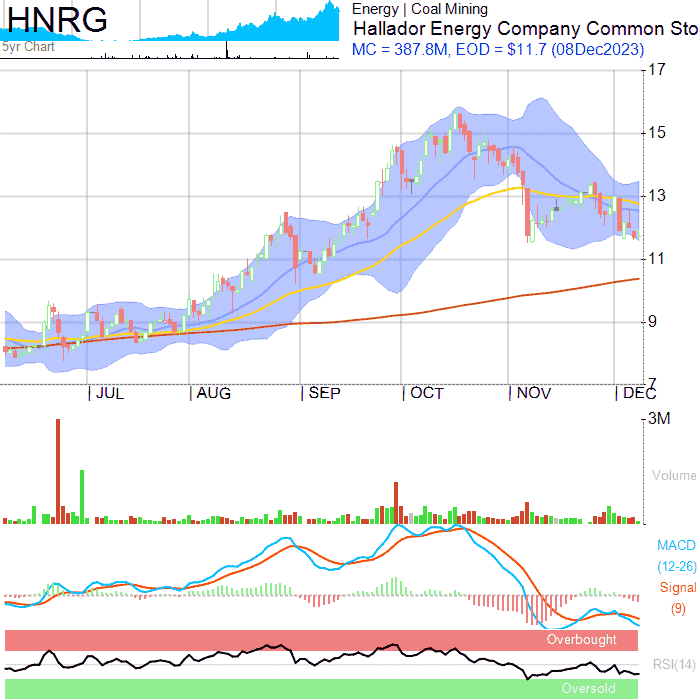 HNRG
5yr Chart
Energy | Coal Mining
Hallador Energy Company Common Sto
MC = 387.8M, EOD = $11.7 (08Dec2023)
17
15
13
11
9
7
JUL AUG SEP OCT NOV DEC
3M
Volume
MACD
(12-26)
Signal
(9)
Overbought
RSI(14)
Oversold